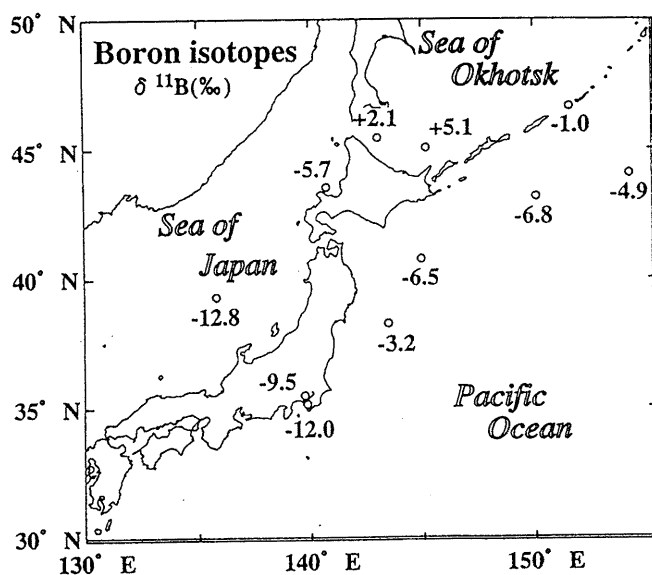 50° N
Boron isotopes
δ ¹¹B(‰)
Sea of
Okhotsk
+2.1
+5.1
-1.0
45° N
-5.7
-4.9
-6.8
Sea of
Japan
-6.5
40° N
-12.8
-3.2
-9.5
35° N
-12.0
Pacific
Ocean
30° N
130° E
140° E
150° E